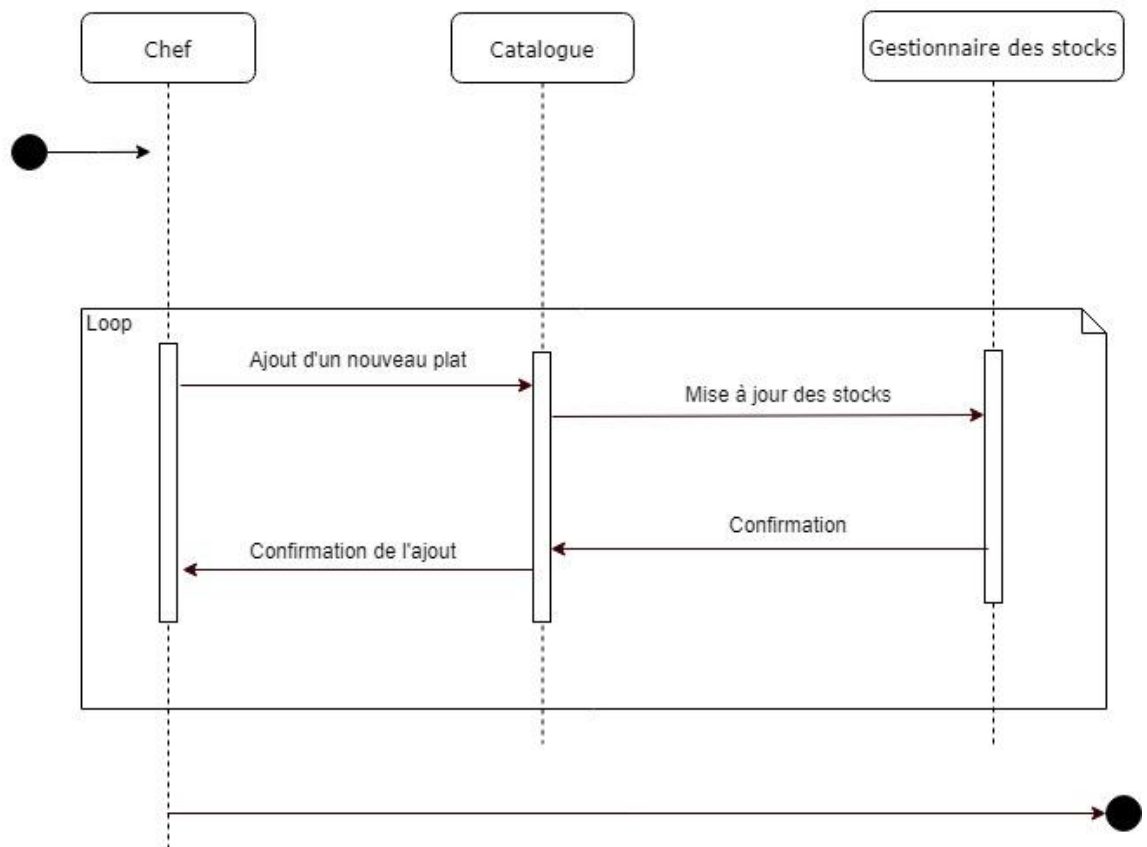 Chef
Catalogue
Gestionnaire des stocks
Loop
Ajout d'un nouveau plat
Mise à jour des stocks
Confirmation
Confirmation de l'ajout